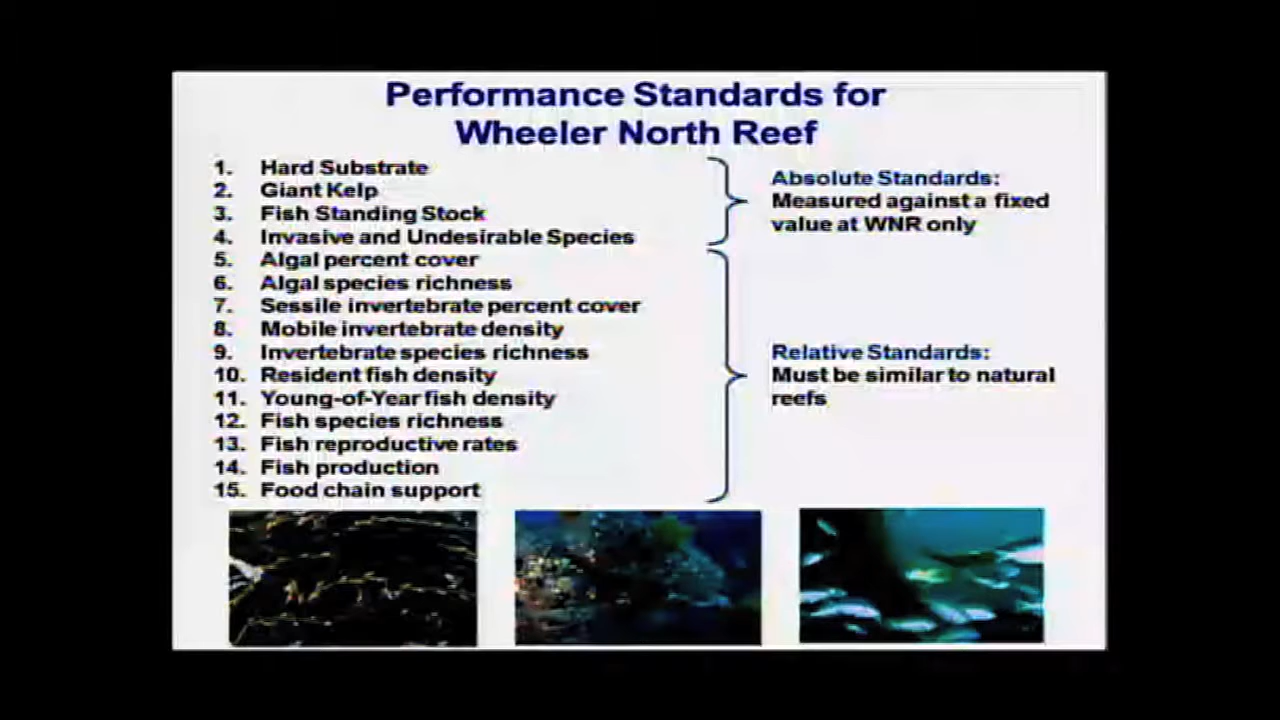 Performance Standards for
Wheeler North Reef
1. Hard Substrate
2. Giant Kelp
3. Fish Standing Stock
4. Invasive and Undesirable Species
5. Algal percent cover
6. Algal species richness
7. Sessile invertebrate percent cover
8. Mobile invertebrate density
9. Invertebrate species richness
10. Resident fish density
11. Young-of-Year fish density
12. Fish species richness
13. Fish reproductive rates
14. Fish production
15. Food chain support
Absolute Standards:
Measured against a fixed
value at WNR only
Relative Standards:
Must be similar to natural
reefs